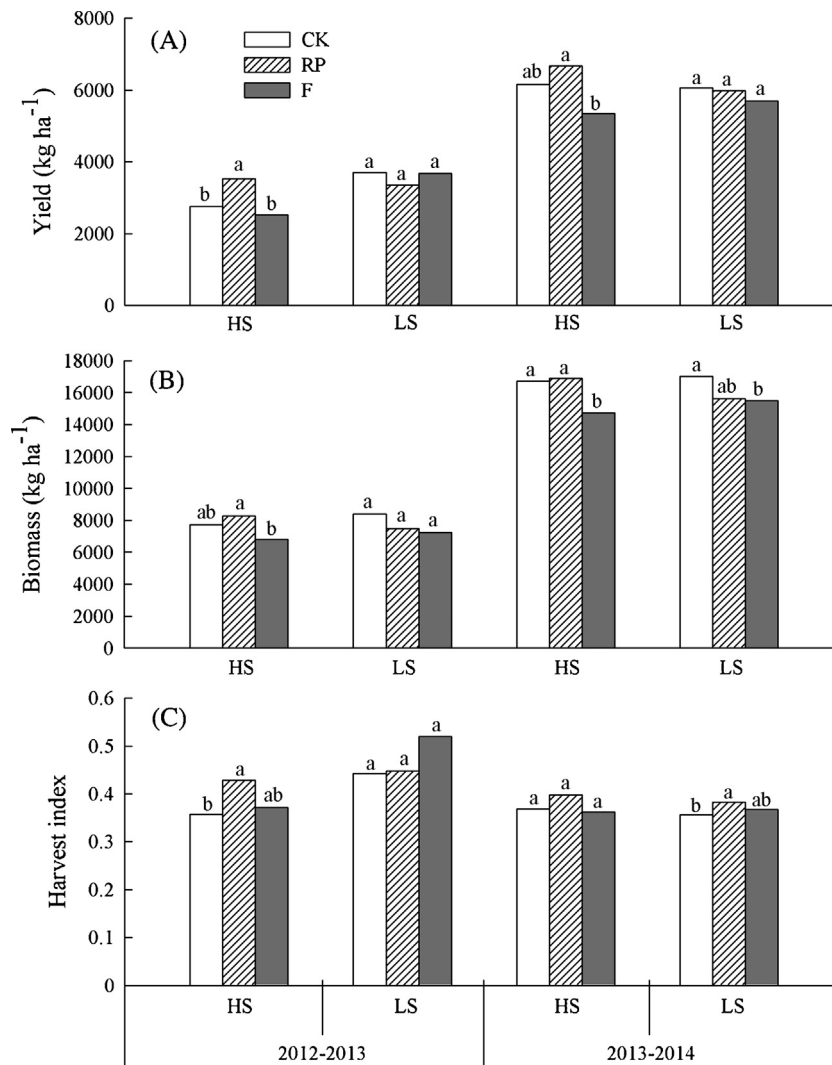 (A)
CK
RP
F
Yield (kg ha⁻¹)
8000
6000
4000
2000
0
b a b
a a a
ab a b
a a a
HS LS HS LS
(B)
Biomass (kg ha⁻¹)
18000
16000
14000
12000
10000
8000
6000
4000
2000
0
ab a b
a a a
a a b
a ab b
HS LS HS LS
(C)
Harvest index
0.6
0.5
0.4
0.3
0.2
0.1
0
b a ab
a a a
a a a
b a ab
HS LS HS LS
2012-2013 2013-2014